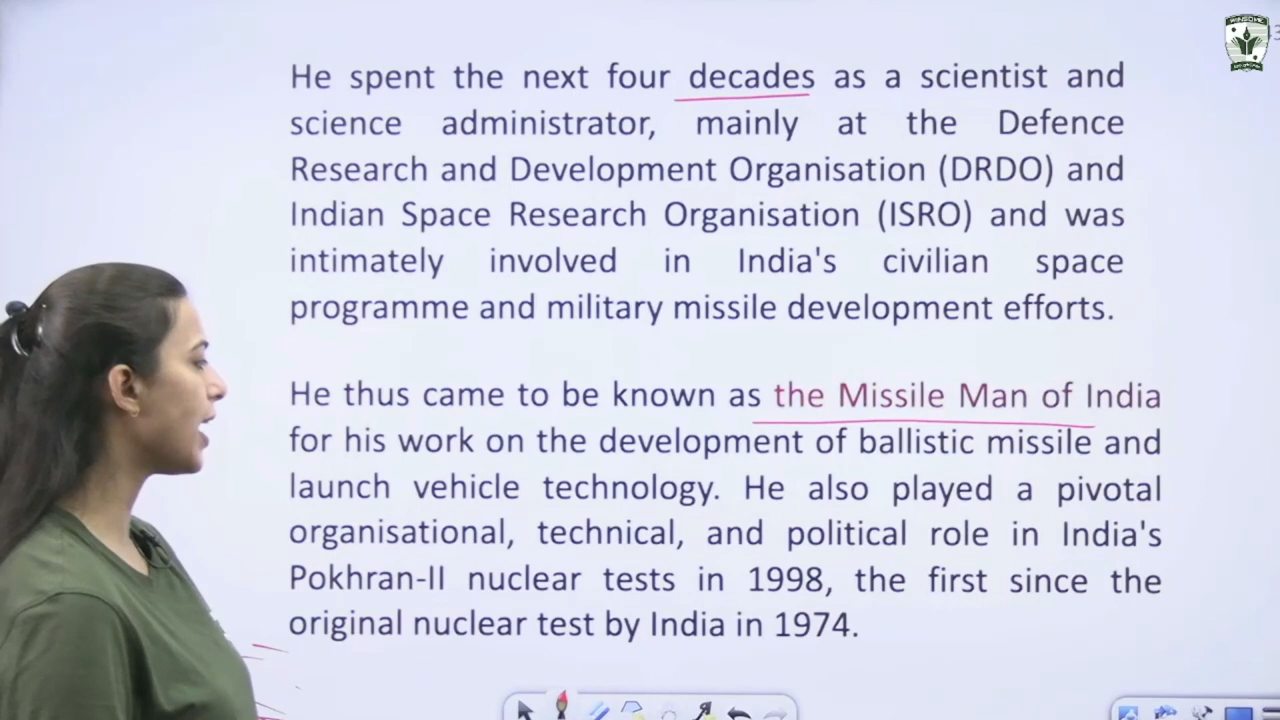 He spent the next four decades as a scientist and
science administrator, mainly at the Defence
Research and Development Organisation (DRDO) and
Indian Space Research Organisation (ISRO) and was
intimately involved in India's civilian space
programme and military missile development efforts.
He thus came to be known as the Missile Man of India
for his work on the development of ballistic missile and
launch vehicle technology. He also played a pivotal
organisational, technical, and political role in India's
Pokhran-II nuclear tests in 1998, the first since the
original nuclear test by India in 1974.